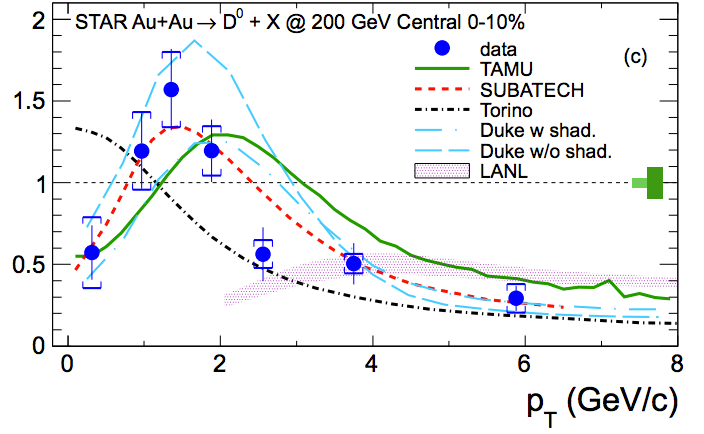 STAR Au+Au → D⁰ + X @ 200 GeV Central 0-10%
(c)
data
TAMU
SUBATECH
Torino
Duke w shad.
Duke w/o shad.
LANL
2
1.5
1
0.5
0
0 2 4 6 8
p_T (GeV/c)